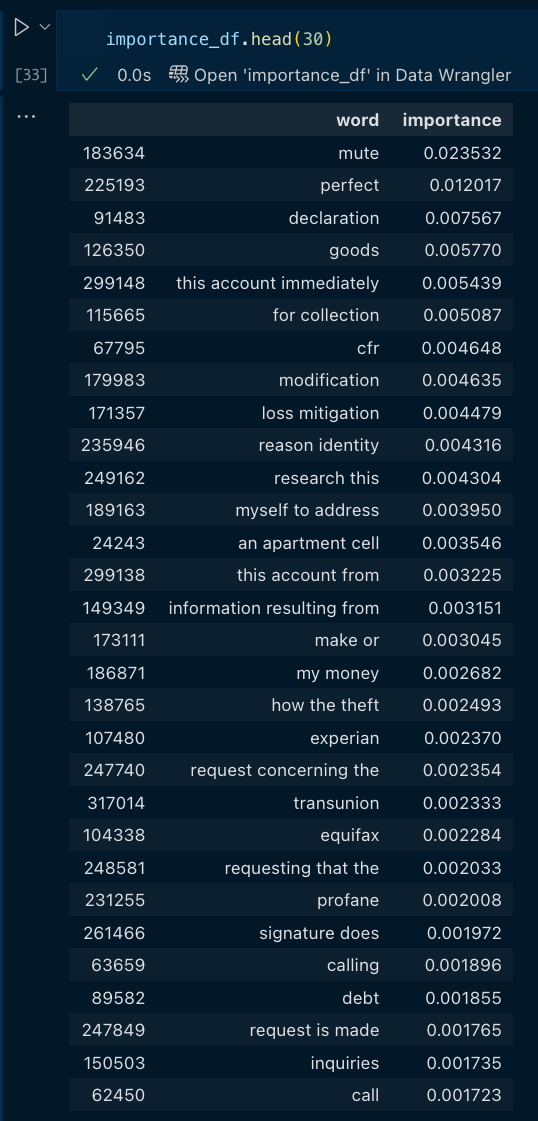 importance_df.head(30)
[33] 0.0s Open 'importance_df' in Data Wrangler
...
word importance
183634 mute 0.023532
225193 perfect 0.012017
91483 declaration 0.007567
126350 goods 0.005770
299148 this account immediately 0.005439
115665 for collection 0.005087
67795 cfr 0.004648
179983 modification 0.004635
171357 loss mitigation 0.004479
235946 reason identity 0.004316
249162 research this 0.004304
189163 myself to address 0.003950
24243 an apartment cell 0.003546
299138 this account from 0.003225
149349 information resulting from 0.003151
173111 make or 0.003045
186871 my money 0.002682
138765 how the theft 0.002493
107480 experian 0.002370
247740 request concerning the 0.002354
317014 transunion 0.002333
104338 equifax 0.002284
248581 requesting that the 0.002033
231255 profane 0.002008
261466 signature does 0.001972
63659 calling 0.001896
89582 debt 0.001855
247849 request is made 0.001765
150503 inquiries 0.001735
62450 call 0.001723